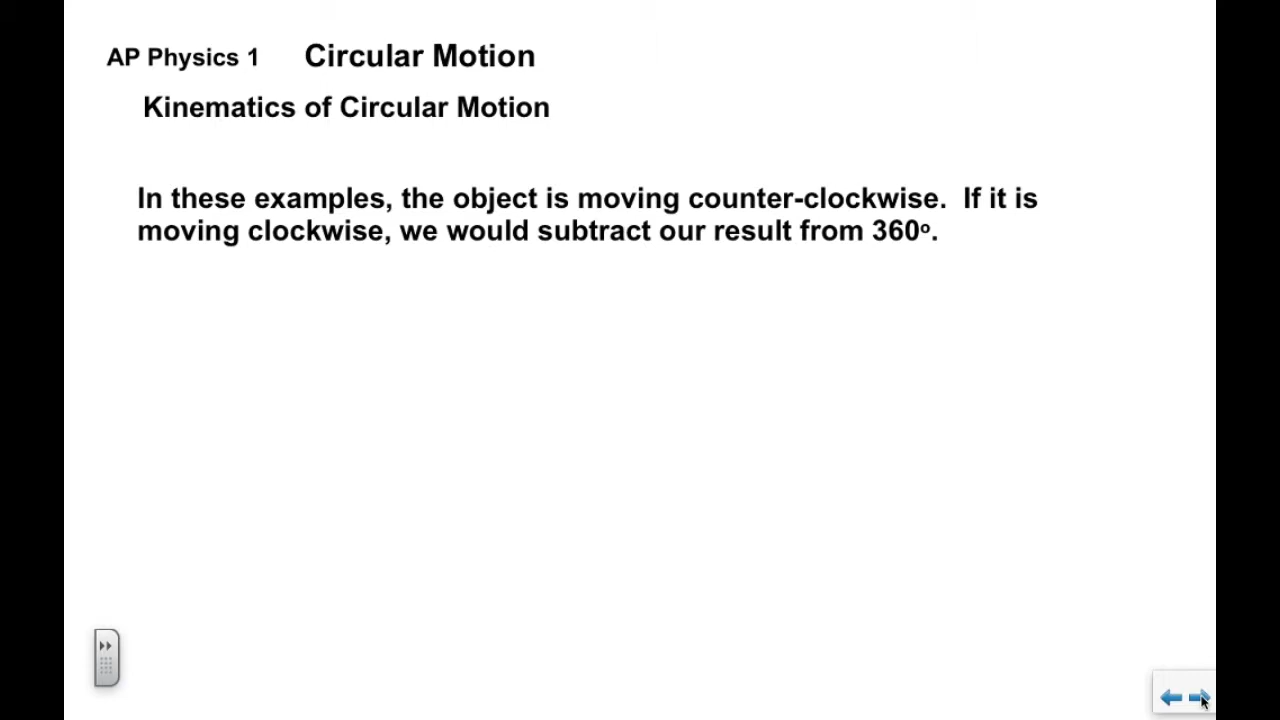 AP Physics 1 Circular Motion
Kinematics of Circular Motion
In these examples, the object is moving counter-clockwise. If it is
moving clockwise, we would subtract our result from 360º.